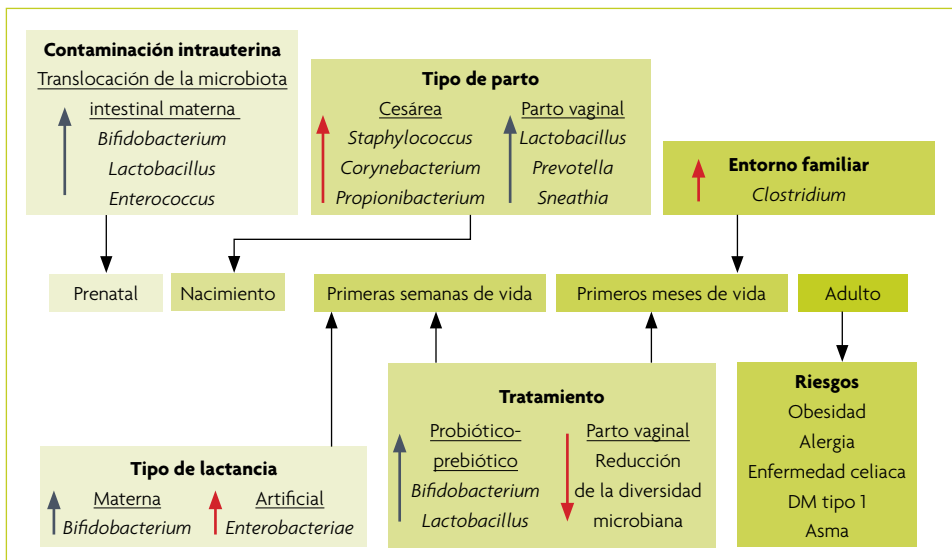 Contaminación intrauterina
Translocación de la microbiota
intestinal materna
Bifidobacterium
Lactobacillus
Enterococcus
Tipo de parto
Cesárea
Staphylococcus
Corynebacterium
Propionibacterium
Parto vaginal
Lactobacillus
Prevotella
Sneathia
Entorno familiar
Clostridium
Prenatal
Nacimiento
Primeras semanas de vida
Primeros meses de vida
Adulto
Tipo de lactancia
Materna
Bifidobacterium
Artificial
Enterobacteriae
Tratamiento
Probiótico-
prebiótico
Bifidobacterium
Lactobacillus
Parto vaginal
Reducción
de la diversidad
microbiana
Riesgos
Obesidad
Alergia
Enfermedad celiaca
DM tipo 1
Asma